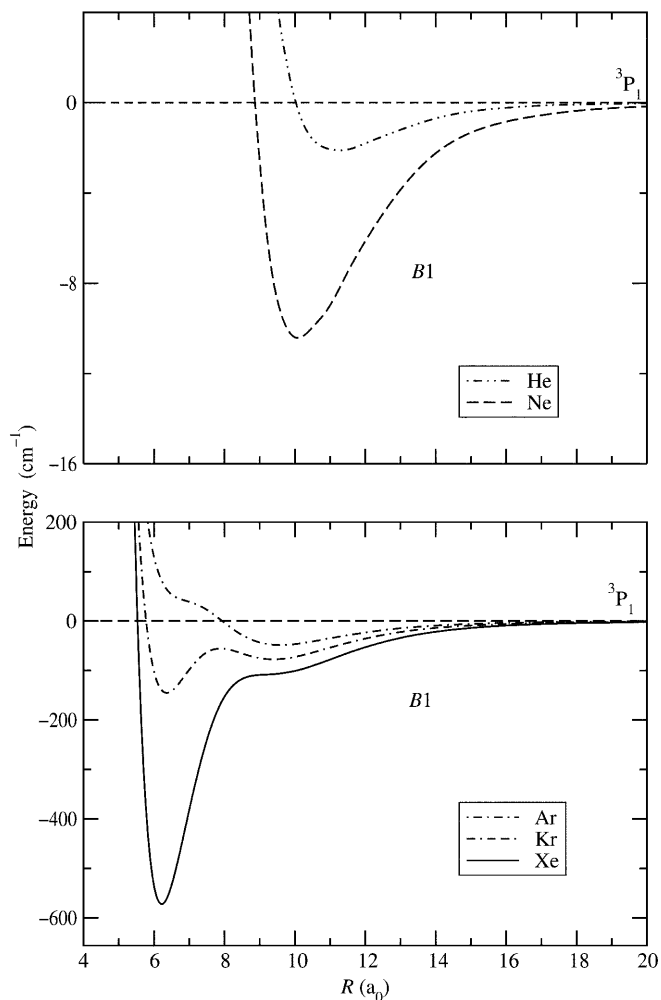 0
-8
-16
³P₁
B1
He
Ne
Energy (cm⁻¹)
200
0
-200
-400
-600
³P₁
B1
Ar
Kr
Xe
4 6 8 10 12 14 16 18 20
R (a₀)